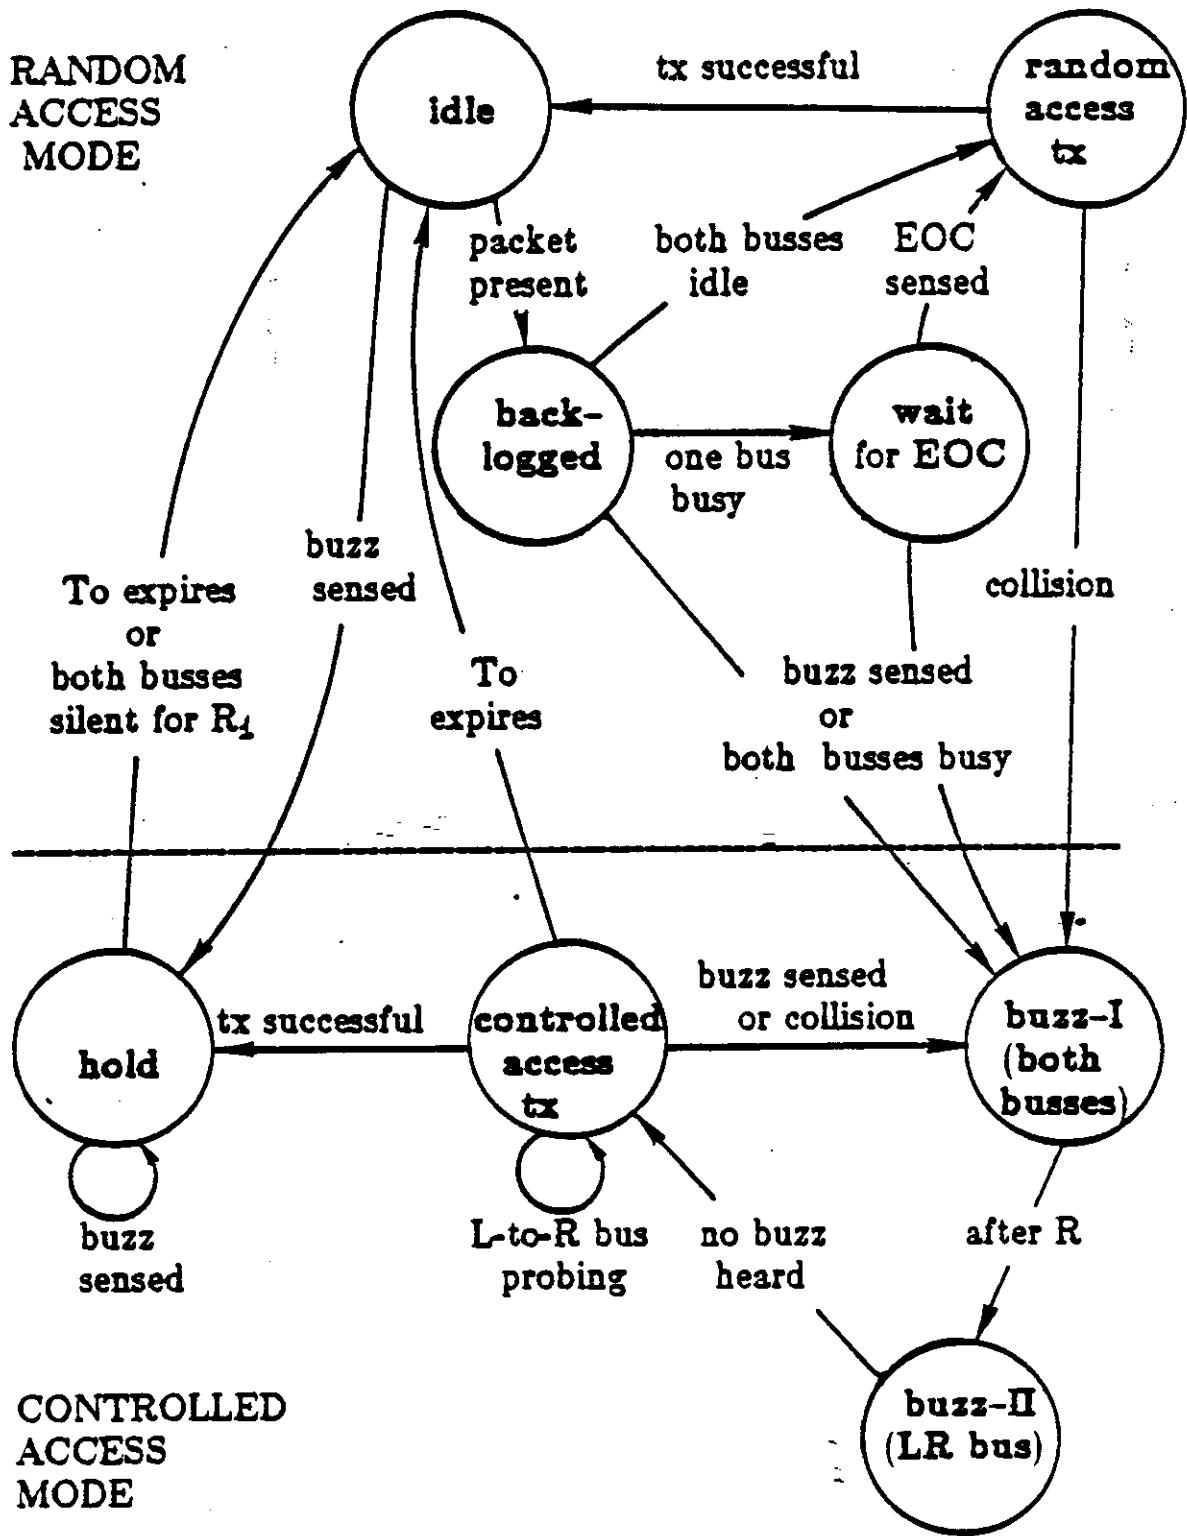 RANDOM
ACCESS
MODE
idle
tx successful
random
access
tx
packet
present
both busses
idle
EOC
sensed
back-
logged
one bus
busy
wait
for EOC
buzz
sensed
collision
To expires
or
both busses
silent for R₁
To
expires
buzz sensed
or
both busses busy
hold
tx successful
controlled
access
tx
buzz sensed
or collision
buzz-I
(both
busses)
buzz
sensed
L-to-R bus
probing
no buzz
heard
after R
buzz-II
(LR bus)
CONTROLLED
ACCESS
MODE